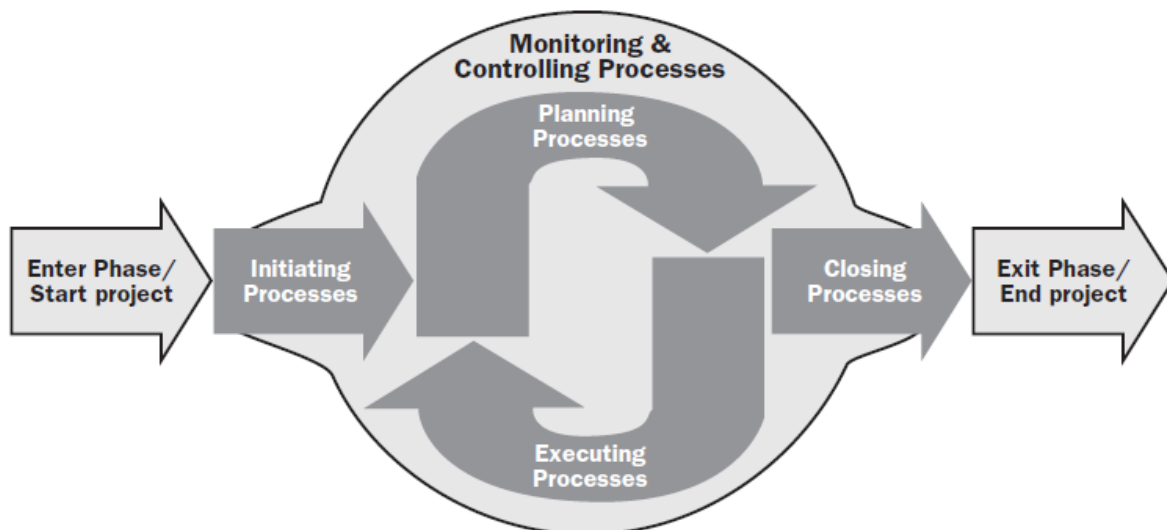 Monitoring &
Controlling Processes
Planning
Processes
Enter Phase/
Start project
Initiating
Processes
Closing
Processes
Exit Phase/
End project
Executing
Processes